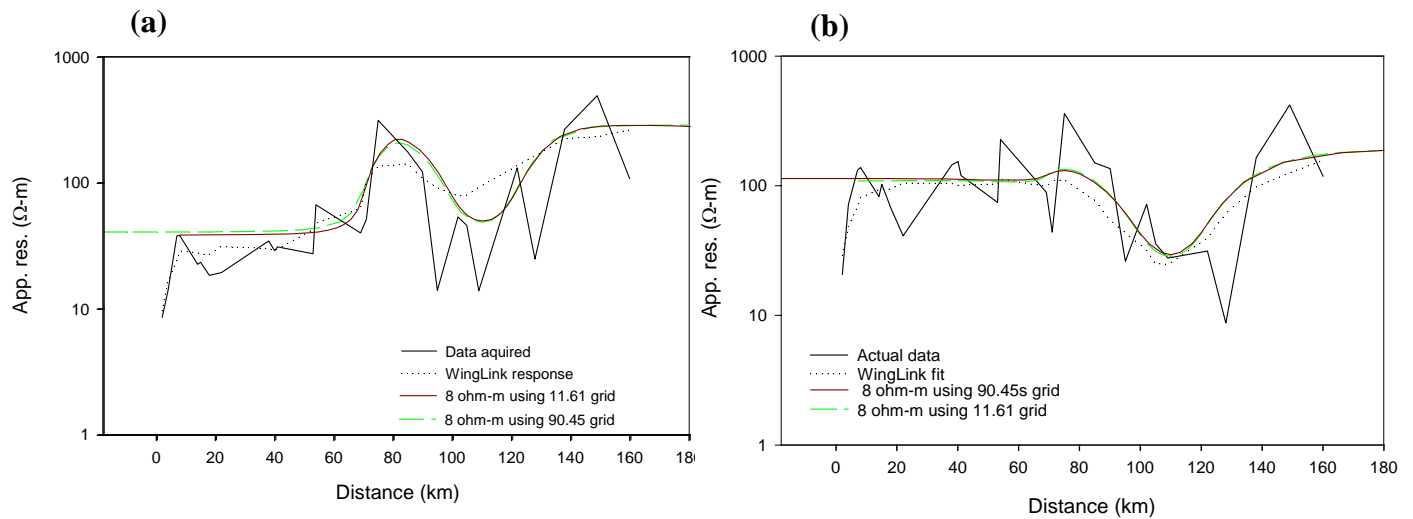 (a)
1000
100
10
1
App. res. (Ω-m)
Data aquired
WingLink response
8 ohm-m using 11.61 grid
8 ohm-m using 90.45 grid
0 20 40 60 80 100 120 140 160 180
Distance (km)
(b)
1000
100
10
1
App. res. (Ω-m)
Actual data
WingLink fit
8 ohm-m using 90.45s grid
8 ohm-m using 11.61 grid
0 20 40 60 80 100 120 140 160 180
Distance (km)